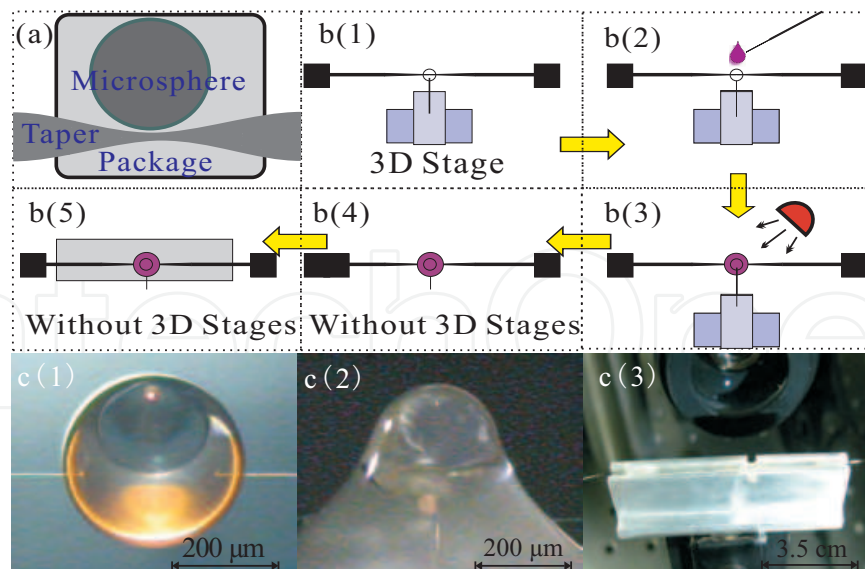 (a)
Microsphere
Taper
Package
b(1)
3D Stage
b(2)
b(5)
Without 3D Stages
b(4)
Without 3D Stages
b(3)
c (1)
200 μm
c (2)
200 μm
c (3)
3.5 cm